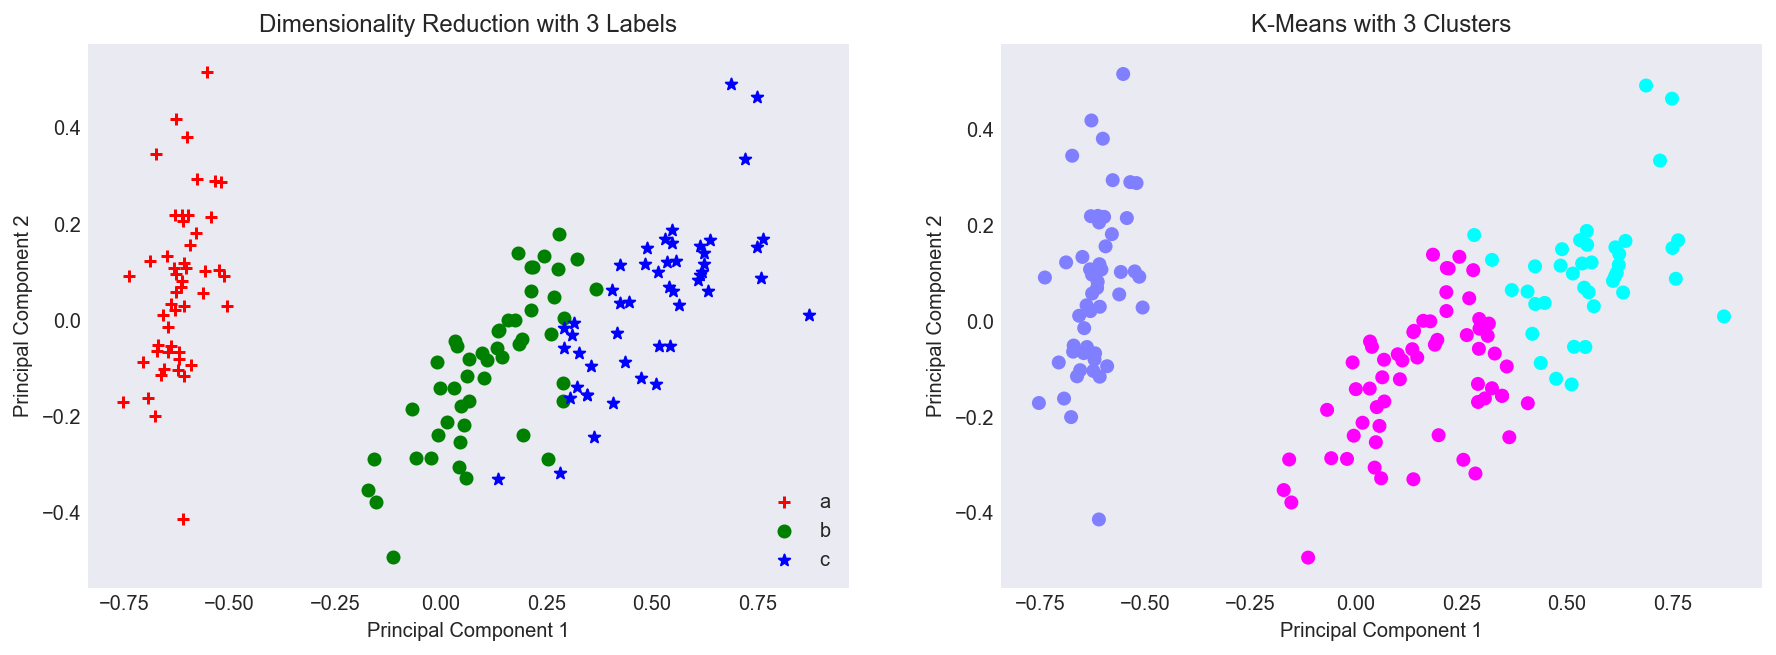 Dimensionality Reduction with 3 Labels
Principal Component 2
0.4
0.2
0.0
−0.2
−0.4
a
b
c
−0.75 −0.50 −0.25 0.00 0.25 0.50 0.75
Principal Component 1
K-Means with 3 Clusters
Principal Component 2
0.4
0.2
0.0
−0.2
−0.4
−0.75 −0.50 −0.25 0.00 0.25 0.50 0.75
Principal Component 1